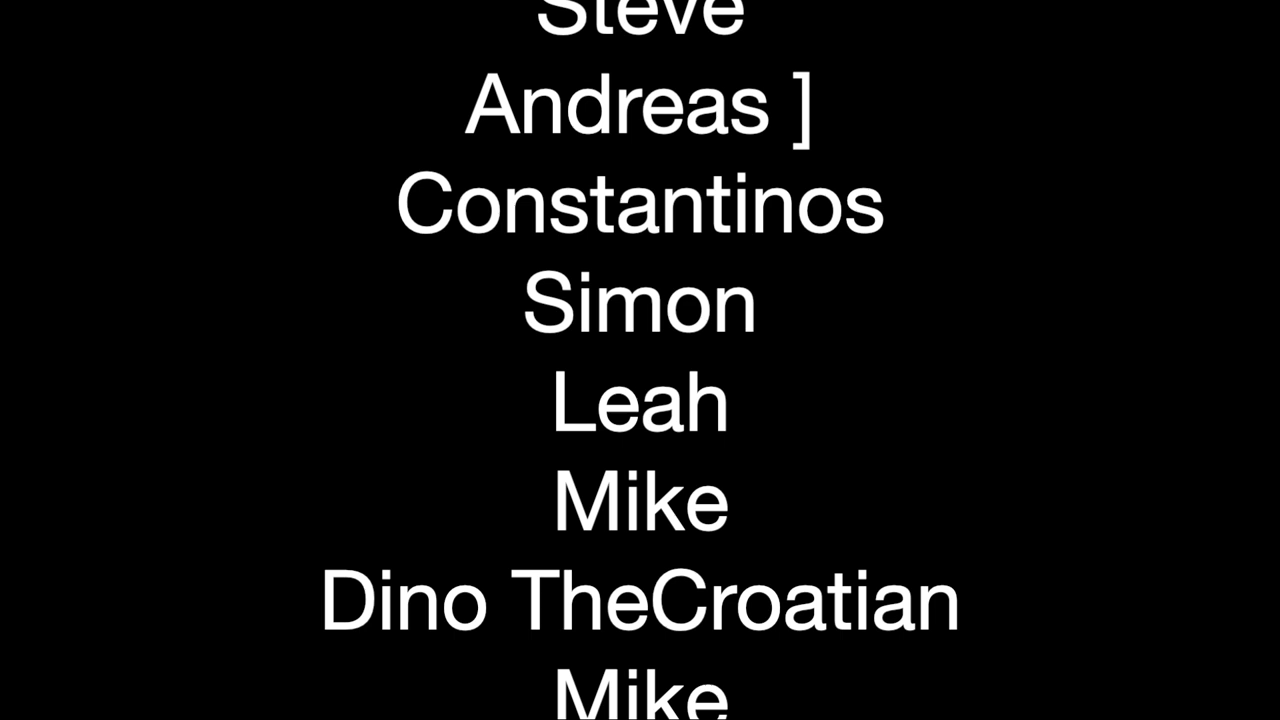 Steve
Andreas ]
Constantinos
Simon
Leah
Mike
Dino TheCroatian
Mike